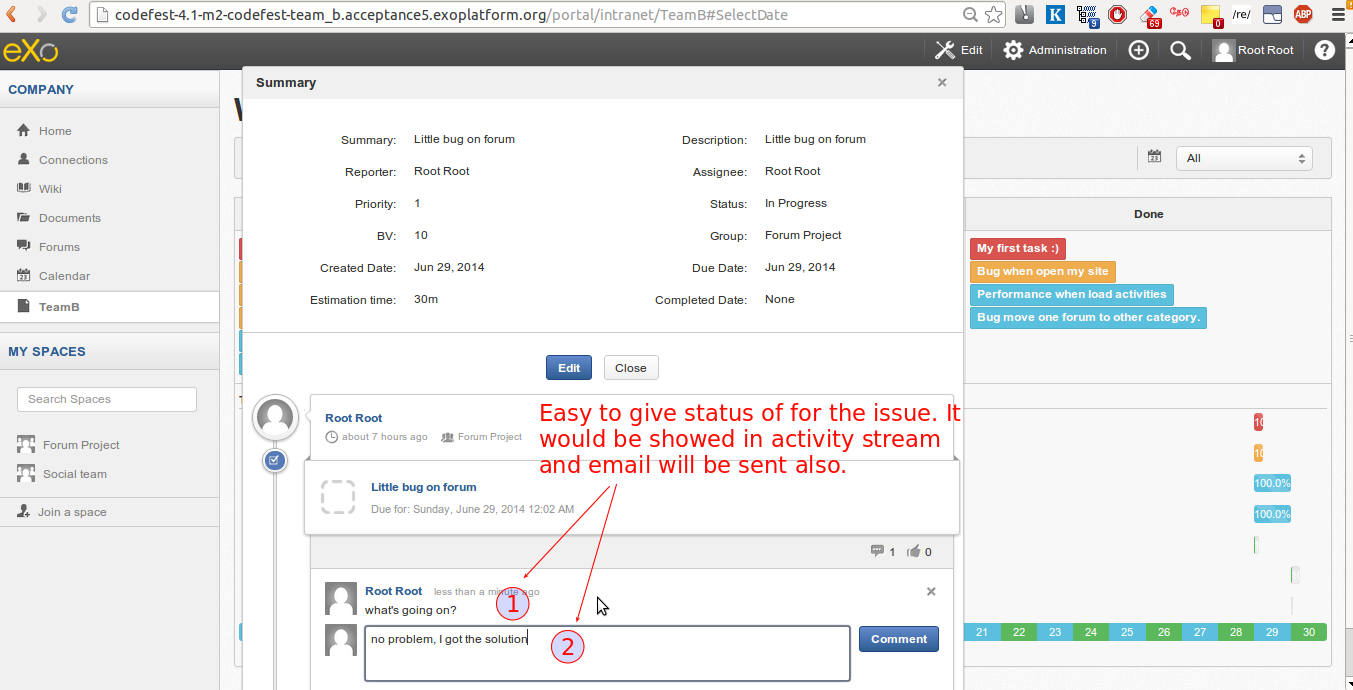 codefest-4.1-m2-codefest-team_b.acceptance5.exoplatform.org/portal/intranet/TeamB#SelectDate
K
9
69
0
/re/
ABP
eXo
Edit
Administration
Root Root
?
COMPANY
Home
Connections
Wiki
Documents
Forums
Calendar
TeamB
MY SPACES
Search Spaces
Forum Project
Social team
Join a space
Summary
×
Summary: Little bug on forum
Description: Little bug on forum
Reporter: Root Root
Assignee: Root Root
Priority: 1
Status: In Progress
BV: 10
Group: Forum Project
Created Date: Jun 29, 2014
Due Date: Jun 29, 2014
Estimation time: 30m
Completed Date: None
Edit
Close
Root Root
about 7 hours ago
Forum Project
Easy to give status of for the issue. It
would be showed in activity stream
and email will be sent also.
Little bug on forum
Due for: Sunday, June 29, 2014 12:02 AM
1
0
Root Root less than a minute ago
what's going on?
1
no problem, I got the solution
2
Comment
23
All
Done
My first task :)
Bug when open my site
Performance when load activities
Bug move one forum to other category.
10
10
100.0%
100.0%
21 22 23 24 25 26 27 28 29 30